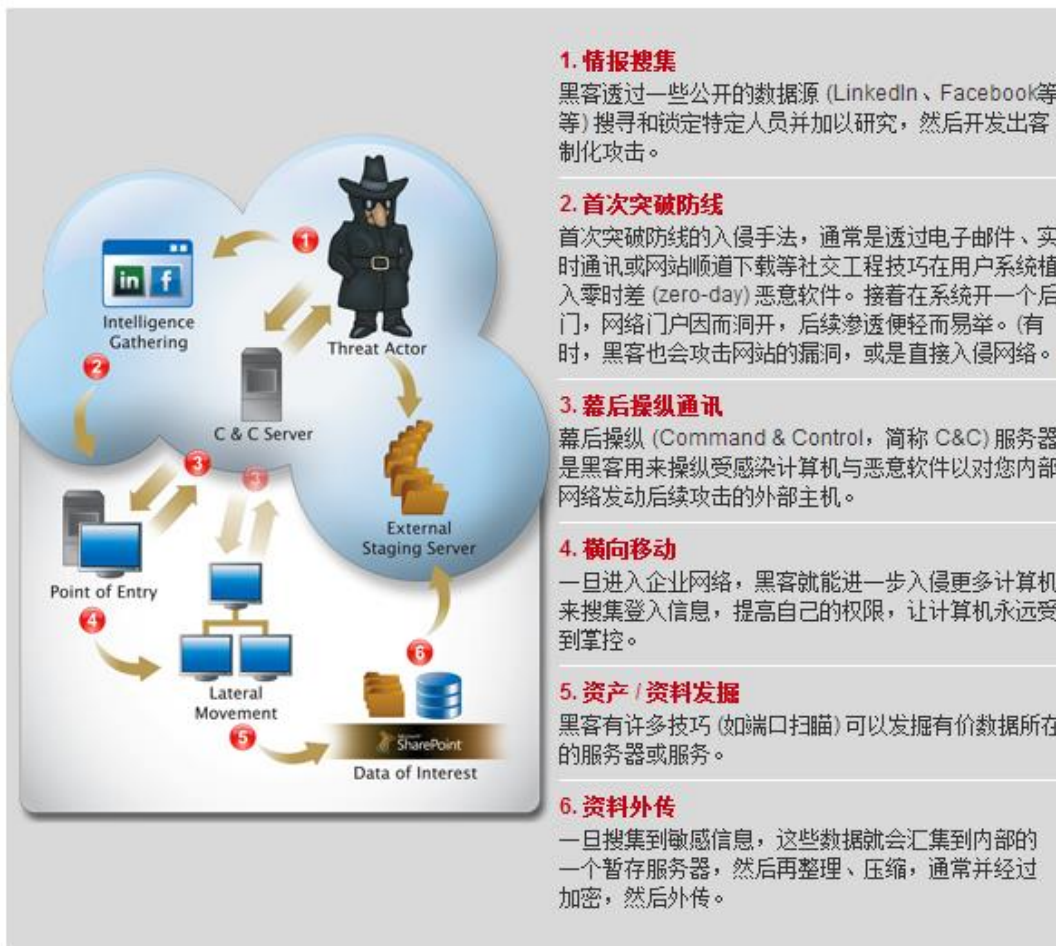 1
in f
Intelligence
Gathering
Threat Actor
2
C & C Server
3
3
External
Staging Server
Point of Entry
4
6
Lateral
Movement
5
SharePoint
Data of Interest
1. 情报搜集
黑客透过一些公开的数据源 (LinkedIn、Facebook等
等) 搜寻和锁定特定人员并加以研究，然后开发出客
制化攻击。
2. 首次突破防线
首次突破防线的入侵手法，通常是透过电子邮件、实
时通讯或网站顺道下载等社交工程技巧在用户系统植
入零时差 (zero-day) 恶意软件。接着在系统开一个后
门，网络门户因而洞开，后续渗透便轻而易举。(有
时，黑客也会攻击网站的漏洞，或是直接入侵网络。
3. 幕后操纵通讯
幕后操纵 (Command & Control，简称 C&C) 服务器
是黑客用来操纵受感染计算机与恶意软件以对您内部
网络发动后续攻击的外部主机。
4. 横向移动
一旦进入企业网络，黑客就能进一步入侵更多计算机
来搜集登入信息，提高自己的权限，让计算机永远受
到掌控。
5. 资产 / 资料发掘
黑客有许多技巧 (如端口扫瞄) 可以发掘有价数据所在
的服务器或服务。
6. 资料外传
一旦搜集到敏感信息，这些数据就会汇集到内部的
一个暂存服务器，然后再整理、压缩，通常并经过
加密，然后外传。